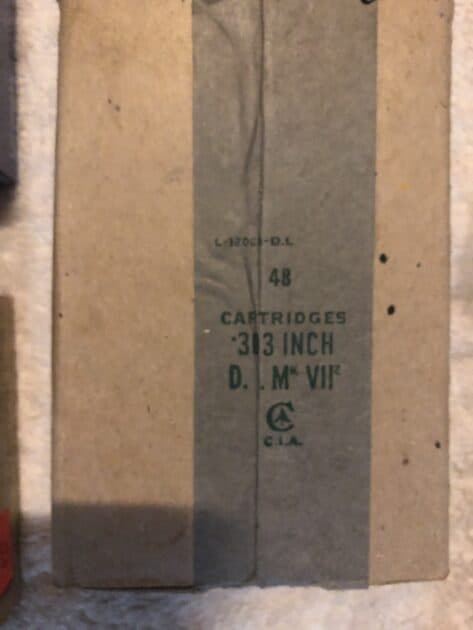 48
CARTRIDGES
.303 INCH
D. . Mᴷ VIIᶻ
C
C.I.A.